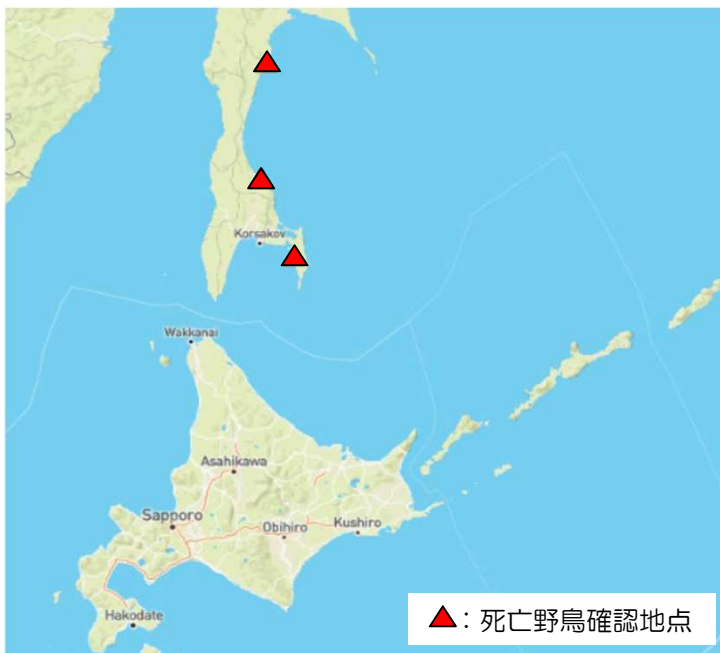 Korsakov
Wakkanai
Asahikawa
Sapporo
Obihiro
Kushiro
Hakodate
▲: 死亡野鳥確認地点